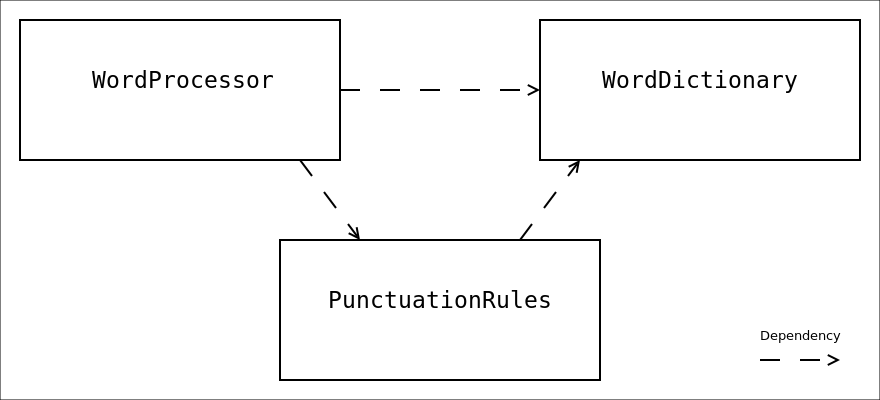 WordProcessor
WordDictionary
PunctuationRules
Dependency